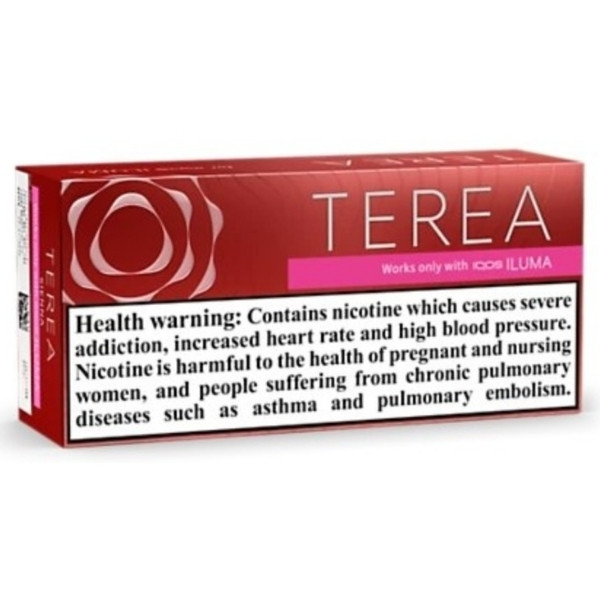 TEREA
Works only with IQOS ILUMA
Health warning: Contains nicotine which causes severe
addiction, increased heart rate and high blood pressure.
Nicotine is harmful to the health of pregnant and nursing
women, and people suffering from chronic pulmonary
diseases such as asthma and pulmonary embolism.
TEREA
SIENNA
TEREA